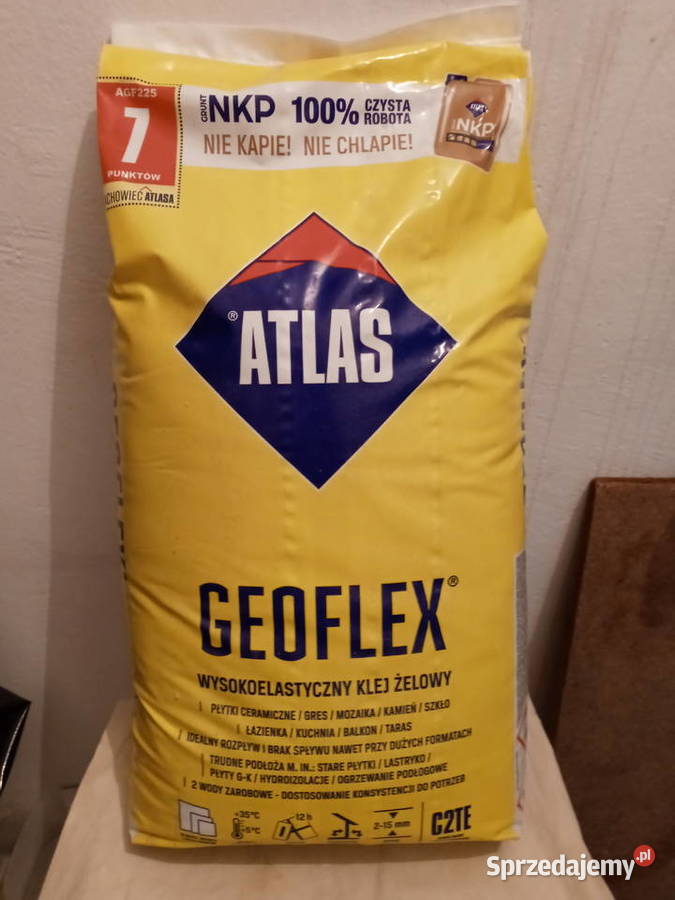 AGF225
7
PUNKTÓW
ACHOWIEC ATLASA
GRUNT NKP 100% CZYSTA ROBOTA
NIE KAPIE! NIE CHLAPIE!
NKP
® ATLAS
GEOFLEX®
WYSOKOELASTYCZNY KLEJ ŻELOWY
PŁYTKI CERAMICZNE / GRES / MOZAIKA / KAMIEŃ / SZKŁO
ŁAZIENKA / KUCHNIA / BALKON / TARAS
IDEALNY ROZPŁYW I BRAK SPŁYWU NAWET PRZY DUŻYCH FORMATACH
TRUDNE PODŁOŻA M. IN.: STARE PŁYTKI / LASTRYKO /
PŁYTY G-K / HYDROIZOLACJE / OGRZEWANIE PODŁOGOWE
2 WODY ZAROBOWE - DOSTOSOWANIE KONSYSTENCJI DO POTRZEB
+35°C
+5°C
12 h
2-15 mm
C2TE
Sprzedajemy.pl